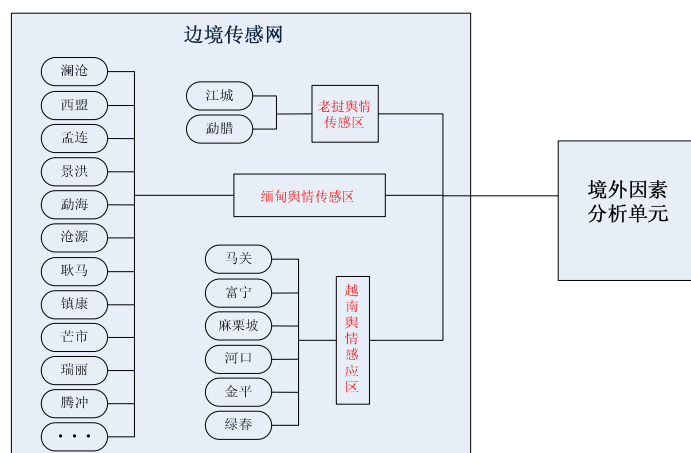 边境传感网
澜沧
西盟
孟连
景洪
勐海
沧源
耿马
镇康
芒市
瑞丽
腾冲
···
江城
勐腊
老挝舆情
传感区
缅甸舆情传感区
马关
富宁
麻栗坡
河口
金平
绿春
越南舆情感应区
境外因素
分析单元